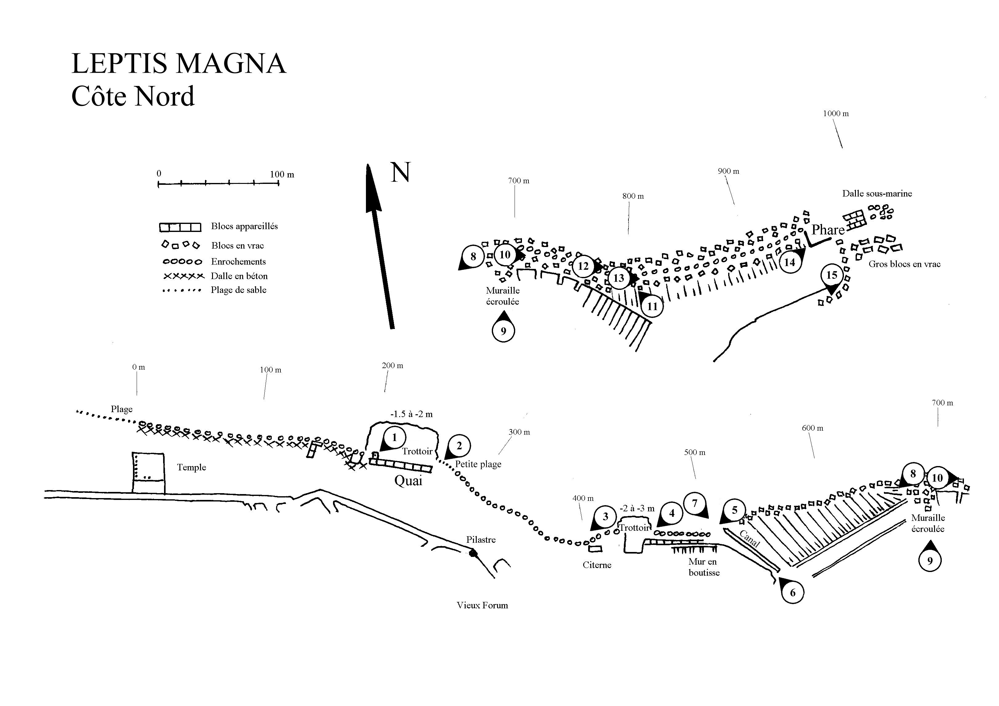 LEPTIS MAGNA
Côte Nord
1000 m
N
0
100 m
900 m
700 m
800 m
Dalle sous-marine
Blocs appareillés
Phare
Blocs en vrac
8
10
Enrochements
12
14
Gros blocs en vrac
Dalle en béton
13
15
Plage de sable
Muraille
écroulée
11
9
0 m
100 m
200 m
700 m
Plage
-1.5 à -2 m
300 m
600 m
1
2
Trottoir
500 m
Petite plage
Temple
Quai
8
10
400 m
-2 à -3 m
7
3
4
5
Trottoir
Muraille
écroulée
Pilastre
Canal
Citerne
Mur en
boutisse
9
6
Vieux Forum